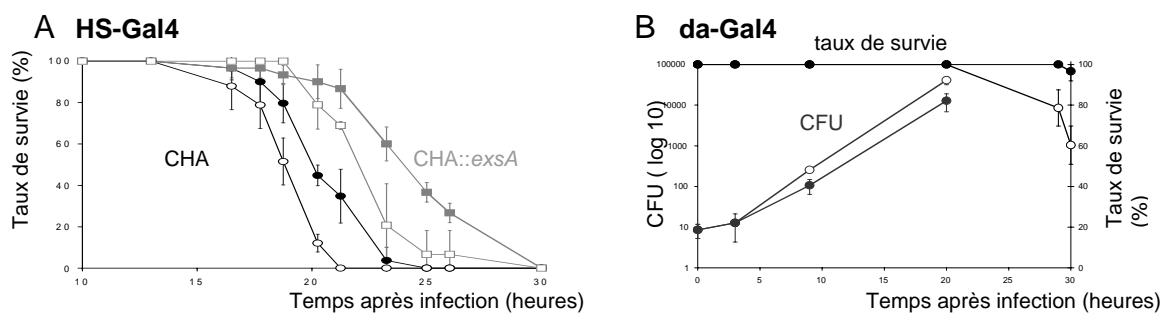 A HS-Gal4
Taux de survie (%)
100
80
60
40
20
0
CHA
CHA::exsA
10 15 20 25 30
Temps après infection (heures)
B da-Gal4
taux de survie
CFU ( log 10)
100000
10000
1000
100
10
1
CFU
100
80
60
40
20
0
Taux de survie
(%)
0 5 10 15 20 25 30
Temps après infection (heures)